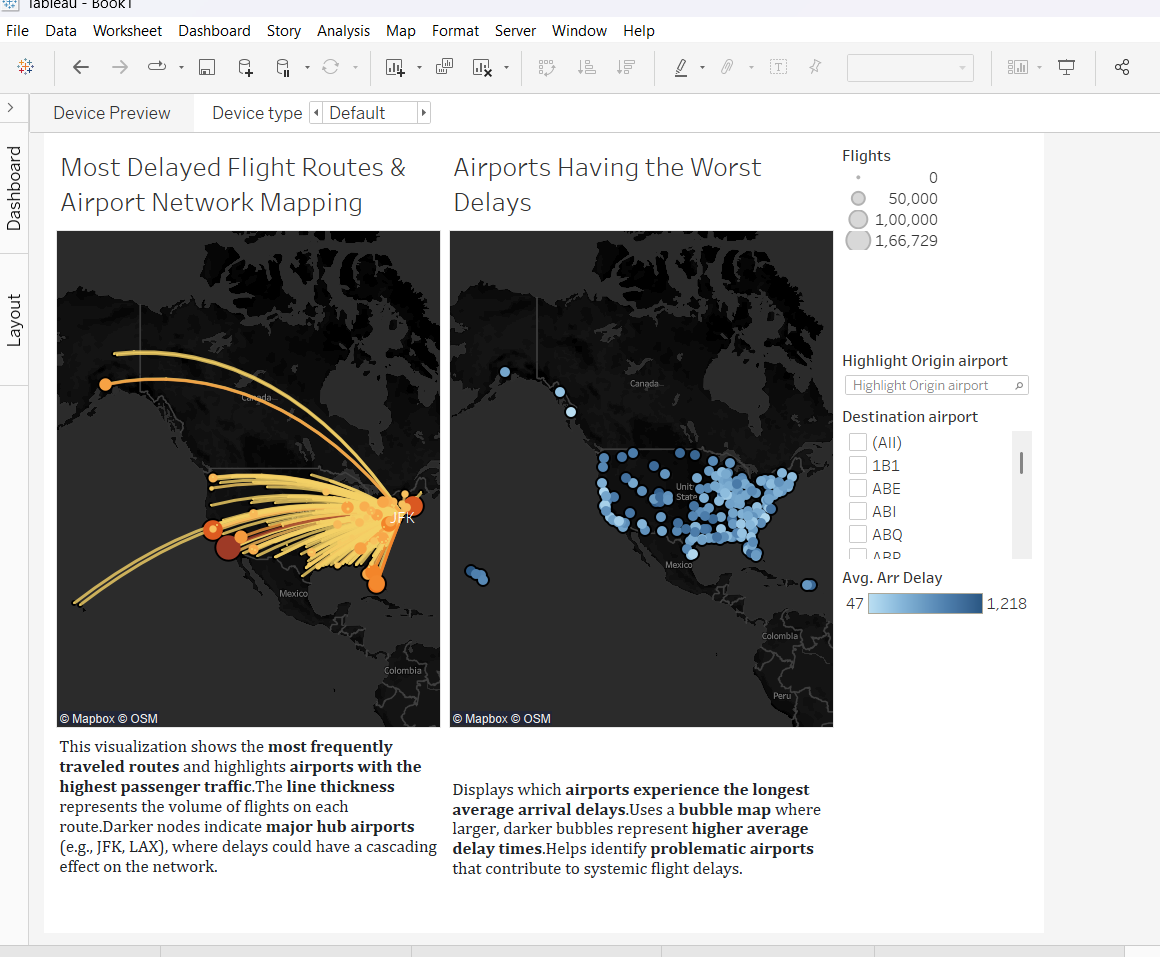 Tableau - Book1
File Data Worksheet Dashboard Story Analysis Map Format Server Window Help
Device Preview Device type Default
Dashboard
Layout
Most Delayed Flight Routes &
Airport Network Mapping
Canada
JFK
Mexico
Colombia
© Mapbox © OSM
This visualization shows the most frequently
traveled routes and highlights airports with the
highest passenger traffic.The line thickness
represents the volume of flights on each
route.Darker nodes indicate major hub airports
(e.g., JFK, LAX), where delays could have a cascading
effect on the network.
Airports Having the Worst
Delays
Canada
Mexico
Colombia
Peru
© Mapbox © OSM
Displays which airports experience the longest
average arrival delays.Uses a bubble map where
larger, darker bubbles represent higher average
delay times.Helps identify problematic airports
that contribute to systemic flight delays.
Flights
0
50,000
1,00,000
1,66,729
Highlight Origin airport
Highlight Origin airport
Destination airport
(All)
1B1
ABE
ABI
ABQ
ABR
Avg. Arr Delay
47 1,218